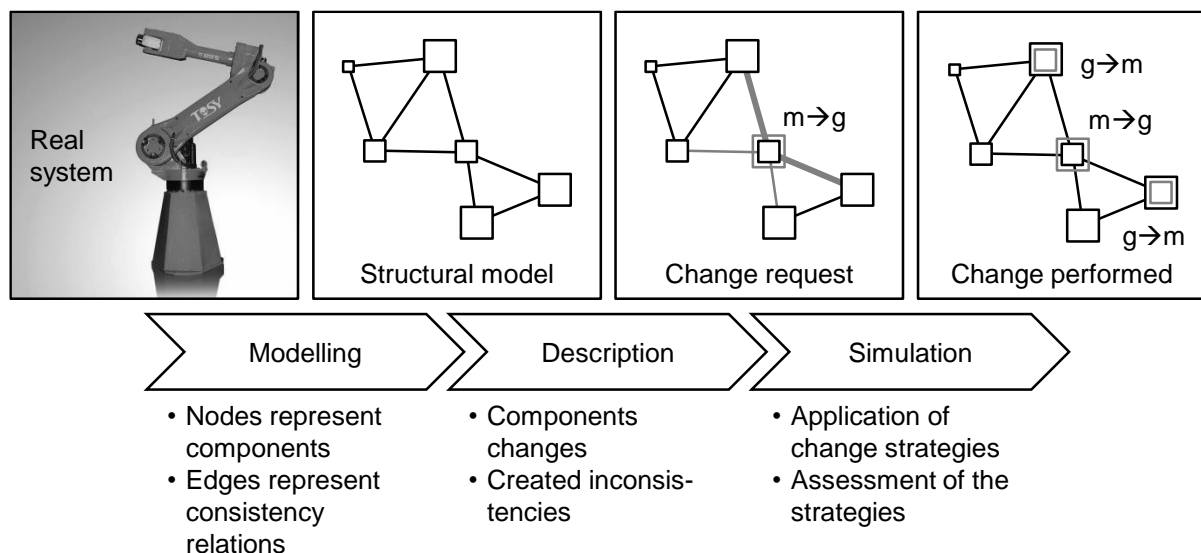 Real
system
TOSY
Structural model
m→g
Change request
g→m
m→g
g→m
Change performed
Modelling
Description
Simulation
• Nodes represent
components
• Edges represent
consistency
relations
• Components
changes
• Created inconsis-
tencies
• Application of
change strategies
• Assessment of the
strategies